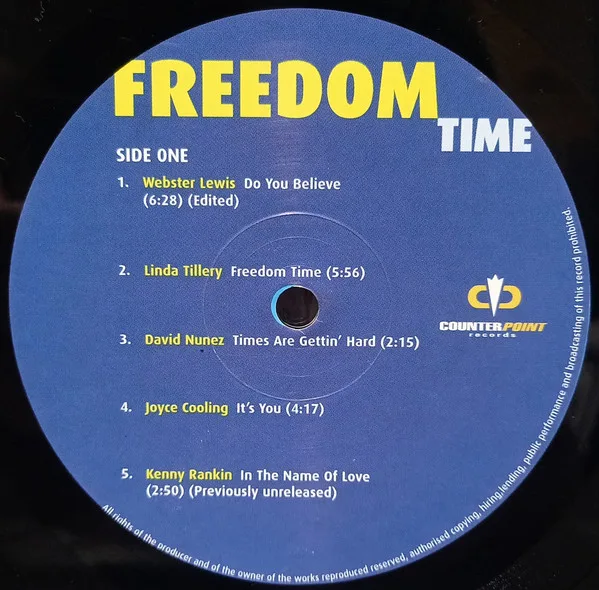 FREEDOM
TIME
SIDE ONE
1. Webster Lewis Do You Believe
(6:28) (Edited)
2. Linda Tillery Freedom Time (5:56)
3. David Nunez Times Are Gettin' Hard (2:15)
COUNTERPOINT
records
4. Joyce Cooling It's You (4:17)
5. Kenny Rankin In The Name Of Love
(2:50) (Previously unreleased)
All rights of the producer and of the owner of the works reproduced reserved, authorised copying, hiring,lending, public performance and broadcasting of this record prohibited.